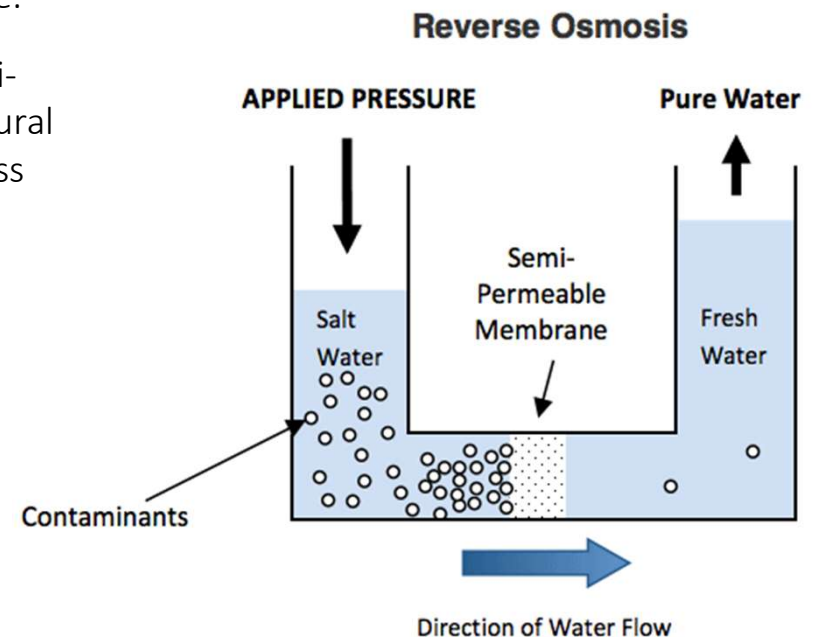 Reverse Osmosis
APPLIED PRESSURE
Pure Water
Semi-
Permeable
Membrane
Salt
Water
Fresh
Water
Contaminants
Direction of Water Flow